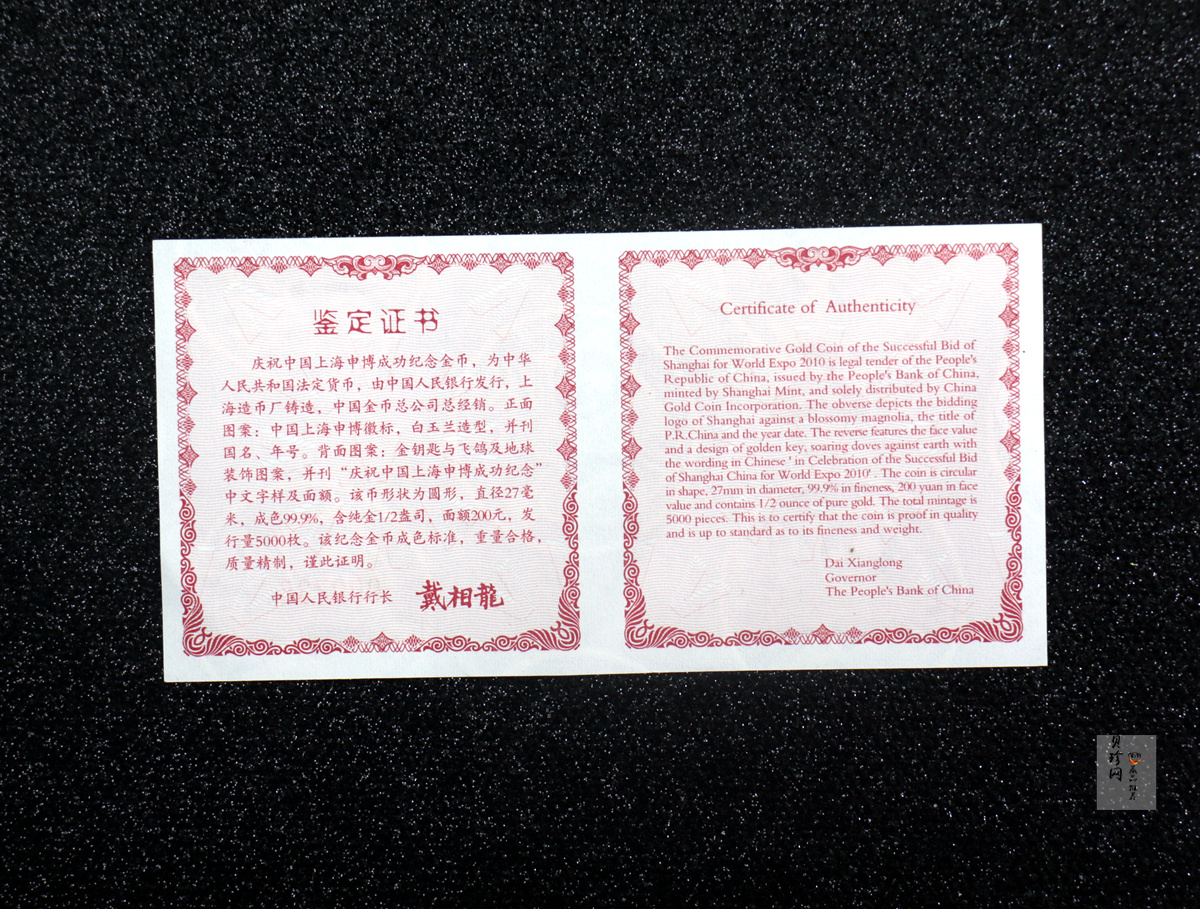 鉴定证书
庆祝中国上海申博成功纪念金币，为中华
人民共和国法定货币，由中国人民银行发行，上
海造币厂铸造，中国金币总公司总经销。正面
图案：中国上海申博徽标，白玉兰造型，并刊
国名、年号。背面图案：金钥匙与飞鸽及地球
装饰图案，并刊“庆祝中国上海申博成功纪念”
中文字样及面额。该币形状为圆形，直径27毫
米，成色99.9%，含纯金1/2盎司，面额200元，发
行量5000枚。该纪念金币成色标准，重量合格，
质量精制，谨此证明。
中国人民银行行长 戴相龍
Certificate of Authenticity
The Commemorative Gold Coin of the Successful Bid of
Shanghai for World Expo 2010 is legal tender of the People's
Republic of China, issued by the People's Bank of China,
minted by Shanghai Mint, and solely distributed by China
Gold Coin Incorporation. The obverse depicts the bidding
logo of Shanghai against a blossomy magnolia, the title of
P.R.China and the year date. The reverse features the face value
and a design of golden key, soaring doves against earth with
the wording in Chinese ' in Celebration of the Successful Bid
of Shanghai China for World Expo 2010' . The coin is circular
in shape, 27mm in diameter, 99.9% in fineness, 200 yuan in face
value and contains 1/2 ounce of pure gold. The total mintage is
5000 pieces. This is to certify that the coin is proof in quality
and is up to standard as to its fineness and weight.
Dai Xianglong
Governor
The People's Bank of China
贝珍网